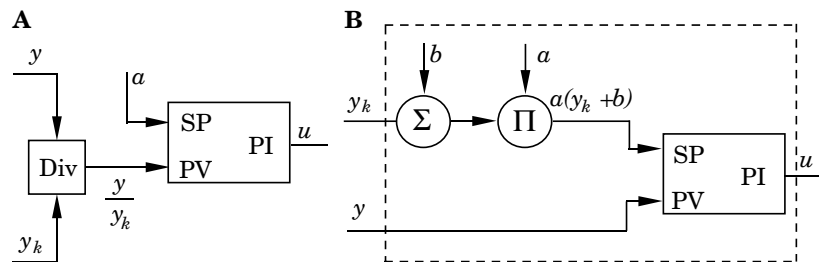 A
y
a
SP
PI
u
Div
PV
y
y_k
y_k
B
b
a
y_k
Σ
Π
a(y_k + b)
SP
PI
u
y
PV